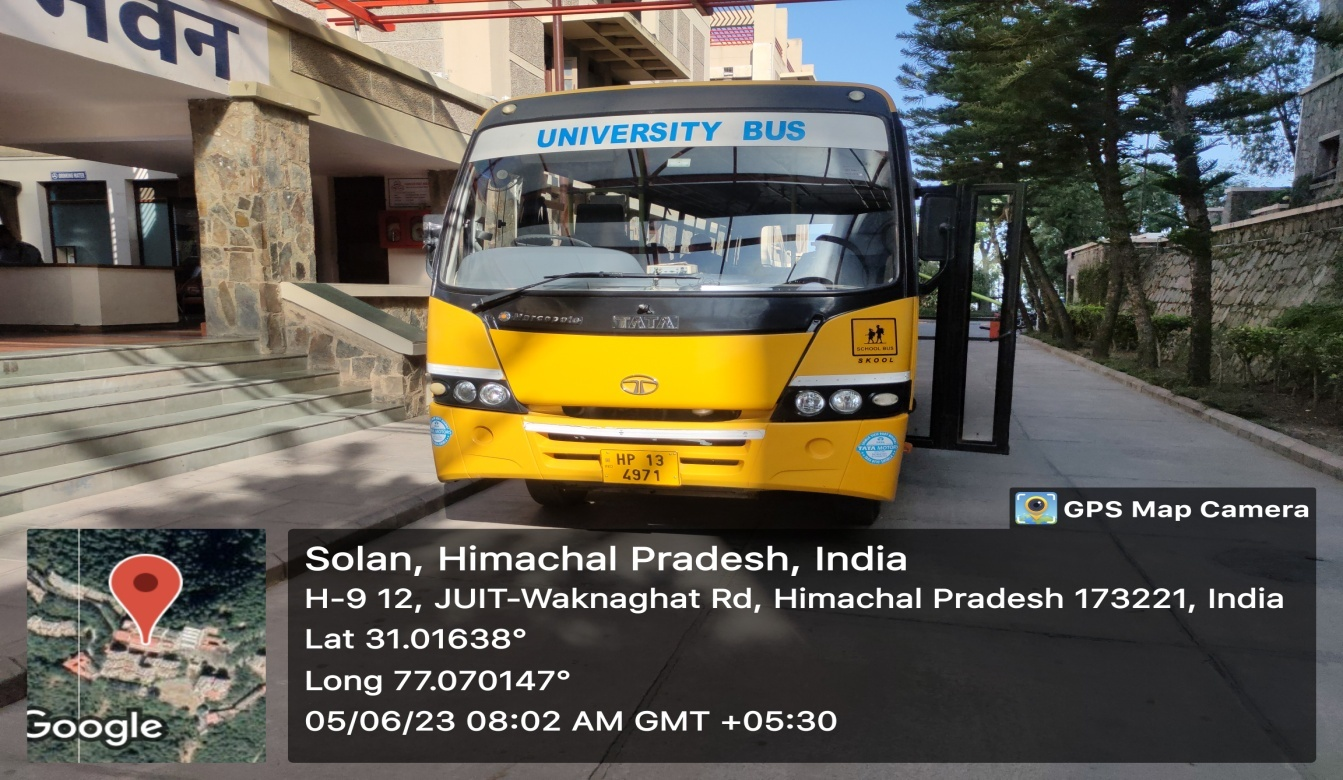 भवन
UNIVERSITY BUS
Marcopolo
TATA
SCHOOL BUS
SKOOL
TATA MOTORS
HP 13
4971
GPS Map Camera
Solan, Himachal Pradesh, India
H-9 12, JUIT-Waknaghat Rd, Himachal Pradesh 173221, India
Lat 31.01638°
Long 77.070147°
05/06/23 08:02 AM GMT +05:30
Google